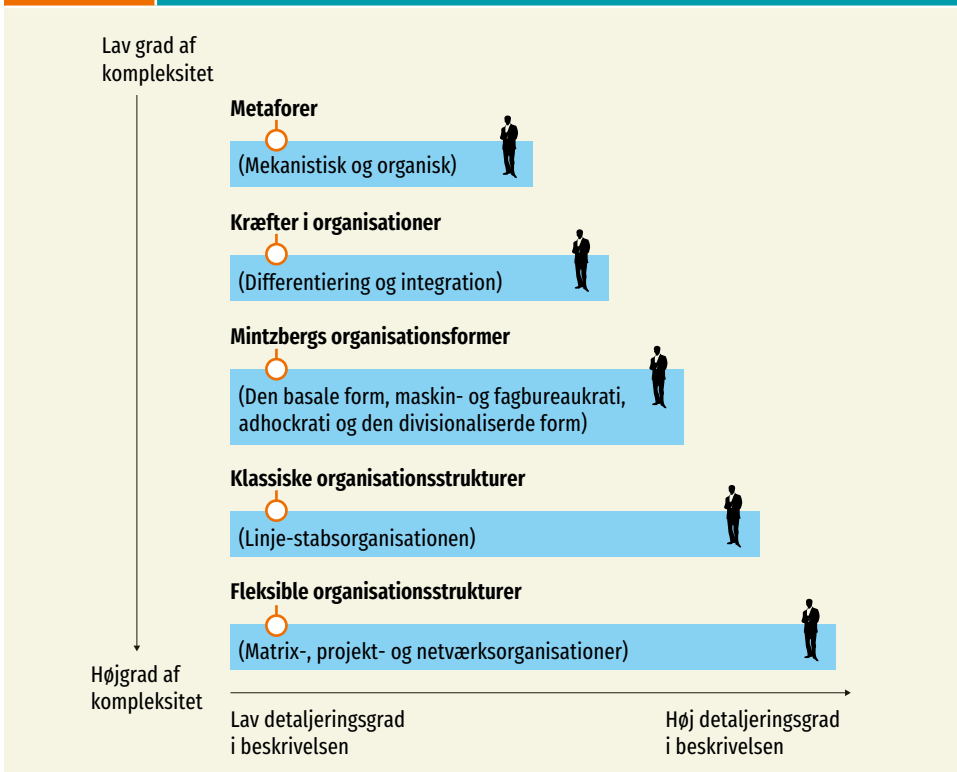 Lav grad af
kompleksitet
Metaforer
(Mekanistisk og organisk)
Kræfter i organisationer
(Differentiering og integration)
Mintzbergs organisationsformer
(Den basale form, maskin- og fagbureaukrati,
adhockrati og den divisionaliserde form)
Klassiske organisationsstrukturer
(Linje-stabsorganisationen)
Fleksible organisationsstrukturer
(Matrix-, projekt- og netværksorganisationer)
Højgrad af
kompleksitet
Lav detaljeringsgrad
i beskrivelsen
Høj detaljeringsgrad
i beskrivelsen